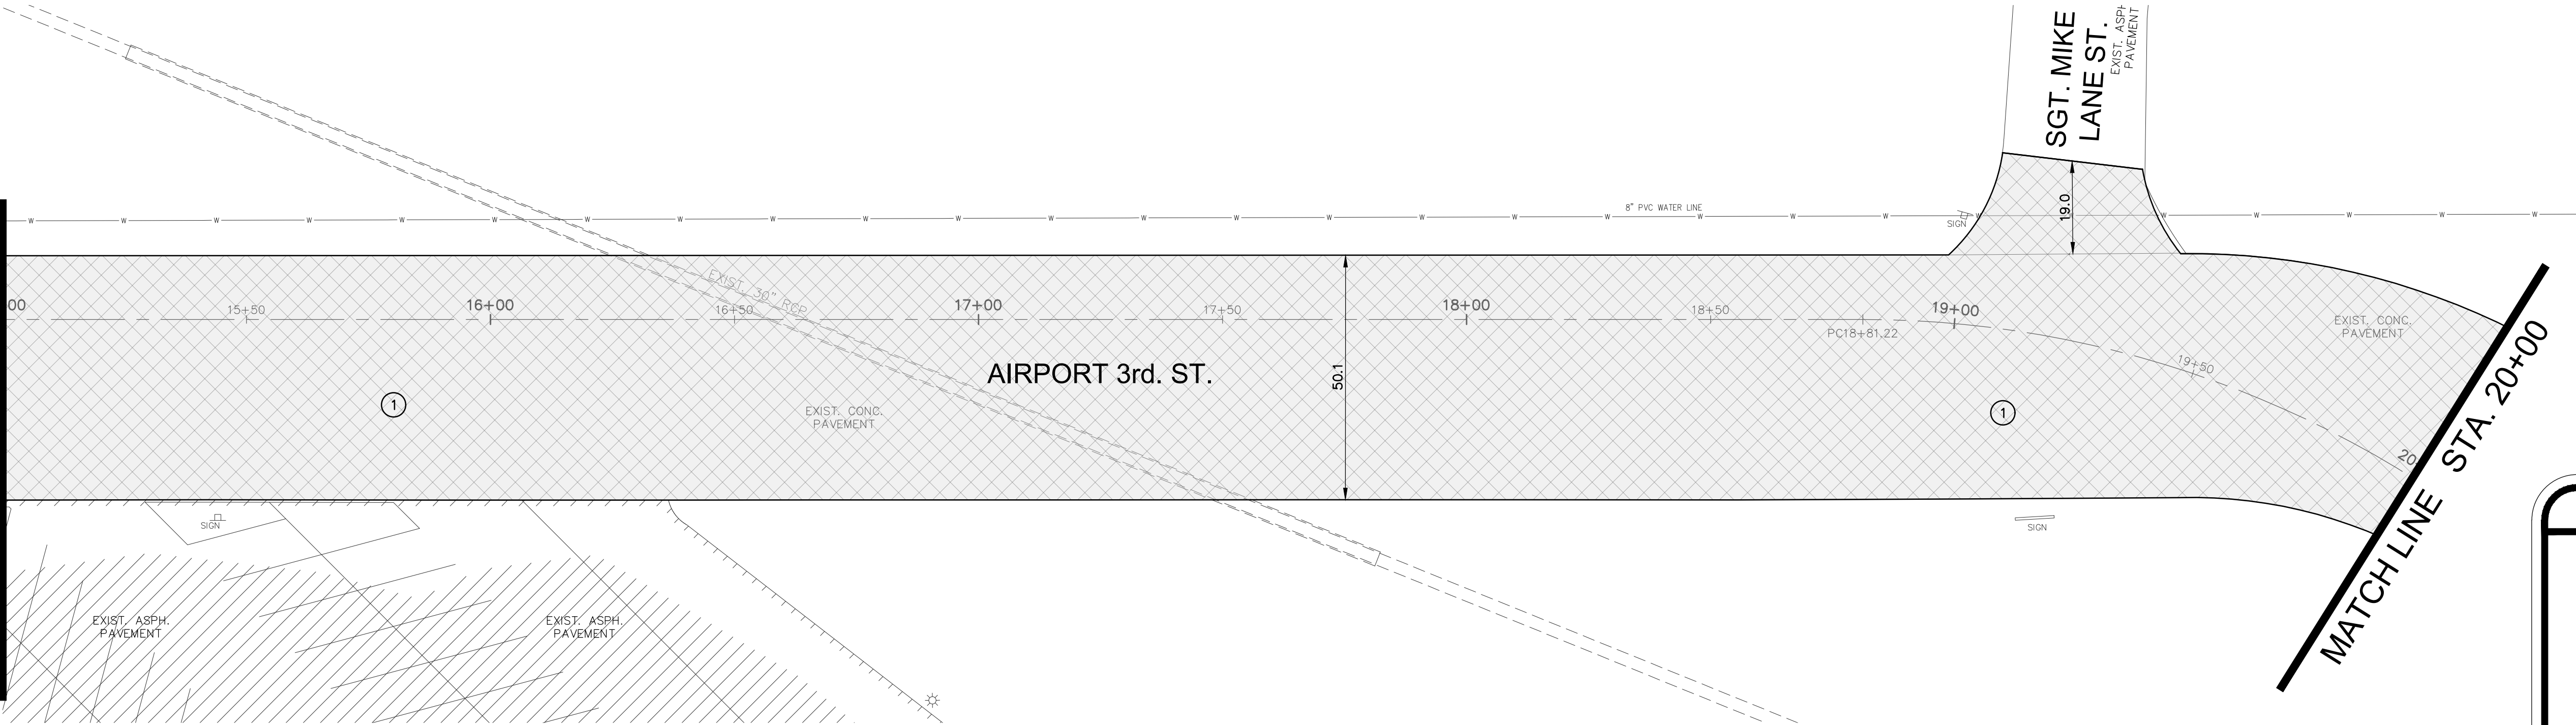 SGT. MIKE
LANE ST.
EXIST. ASPH
PAVEMENT
19.0
W W W W W W W W W W W W W W W W W W W W W W W W W W W W
8" PVC WATER LINE
SIGN
00
15+50
16+00
16+50
17+00
17+50
18+00
18+50
19+00
19+50
20
EXIST. 30" RCP
PC18+81.22
EXIST. CONC.
PAVEMENT
AIRPORT 3rd. ST.
50.1
1
EXIST. CONC.
PAVEMENT
1
MATCH LINE STA. 20+00
SIGN
SIGN
EXIST. ASPH.
PAVEMENT
EXIST. ASPH.
PAVEMENT